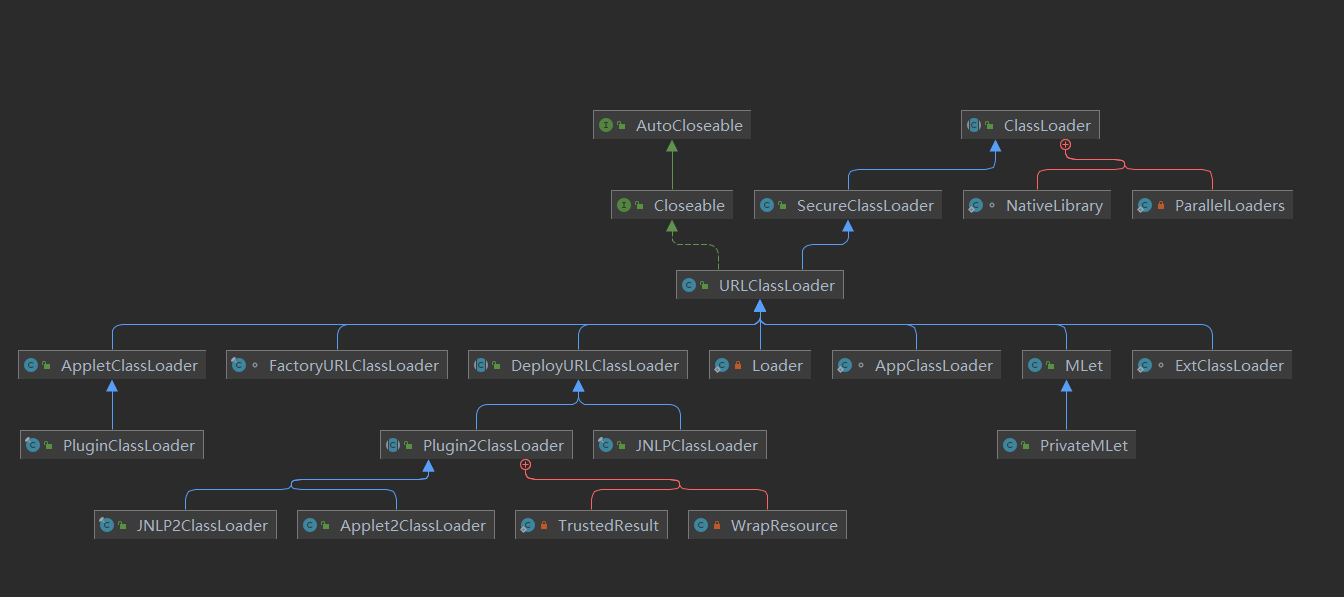 AutoCloseable
ClassLoader
Closeable
SecureClassLoader
NativeLibrary
ParallelLoaders
URLClassLoader
AppletClassLoader
FactoryURLClassLoader
DeployURLClassLoader
Loader
AppClassLoader
MLet
ExtClassLoader
PluginClassLoader
Plugin2ClassLoader
JNLPClassLoader
PrivateMLet
JNLP2ClassLoader
Applet2ClassLoader
TrustedResult
WrapResource